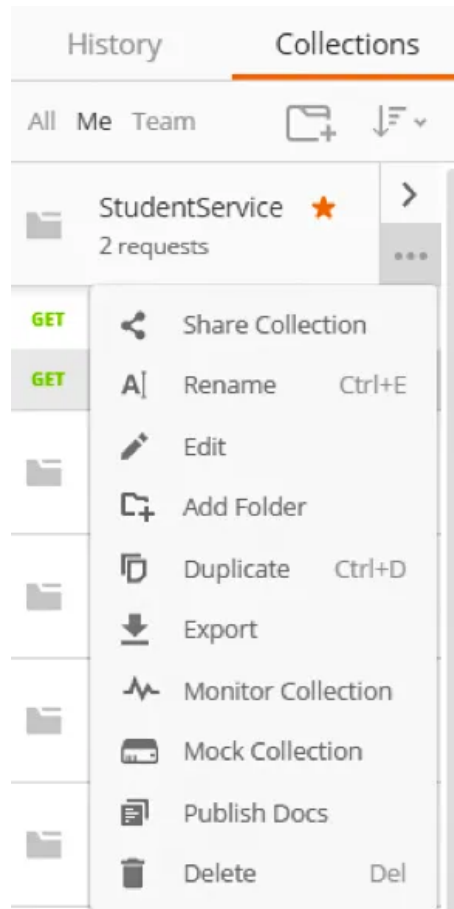 History Collections
All Me Team
StudentService
2 requests
GET
Share Collection
GET
Rename Ctrl+E
Edit
Add Folder
Duplicate Ctrl+D
Export
Monitor Collection
Mock Collection
Publish Docs
Delete Del